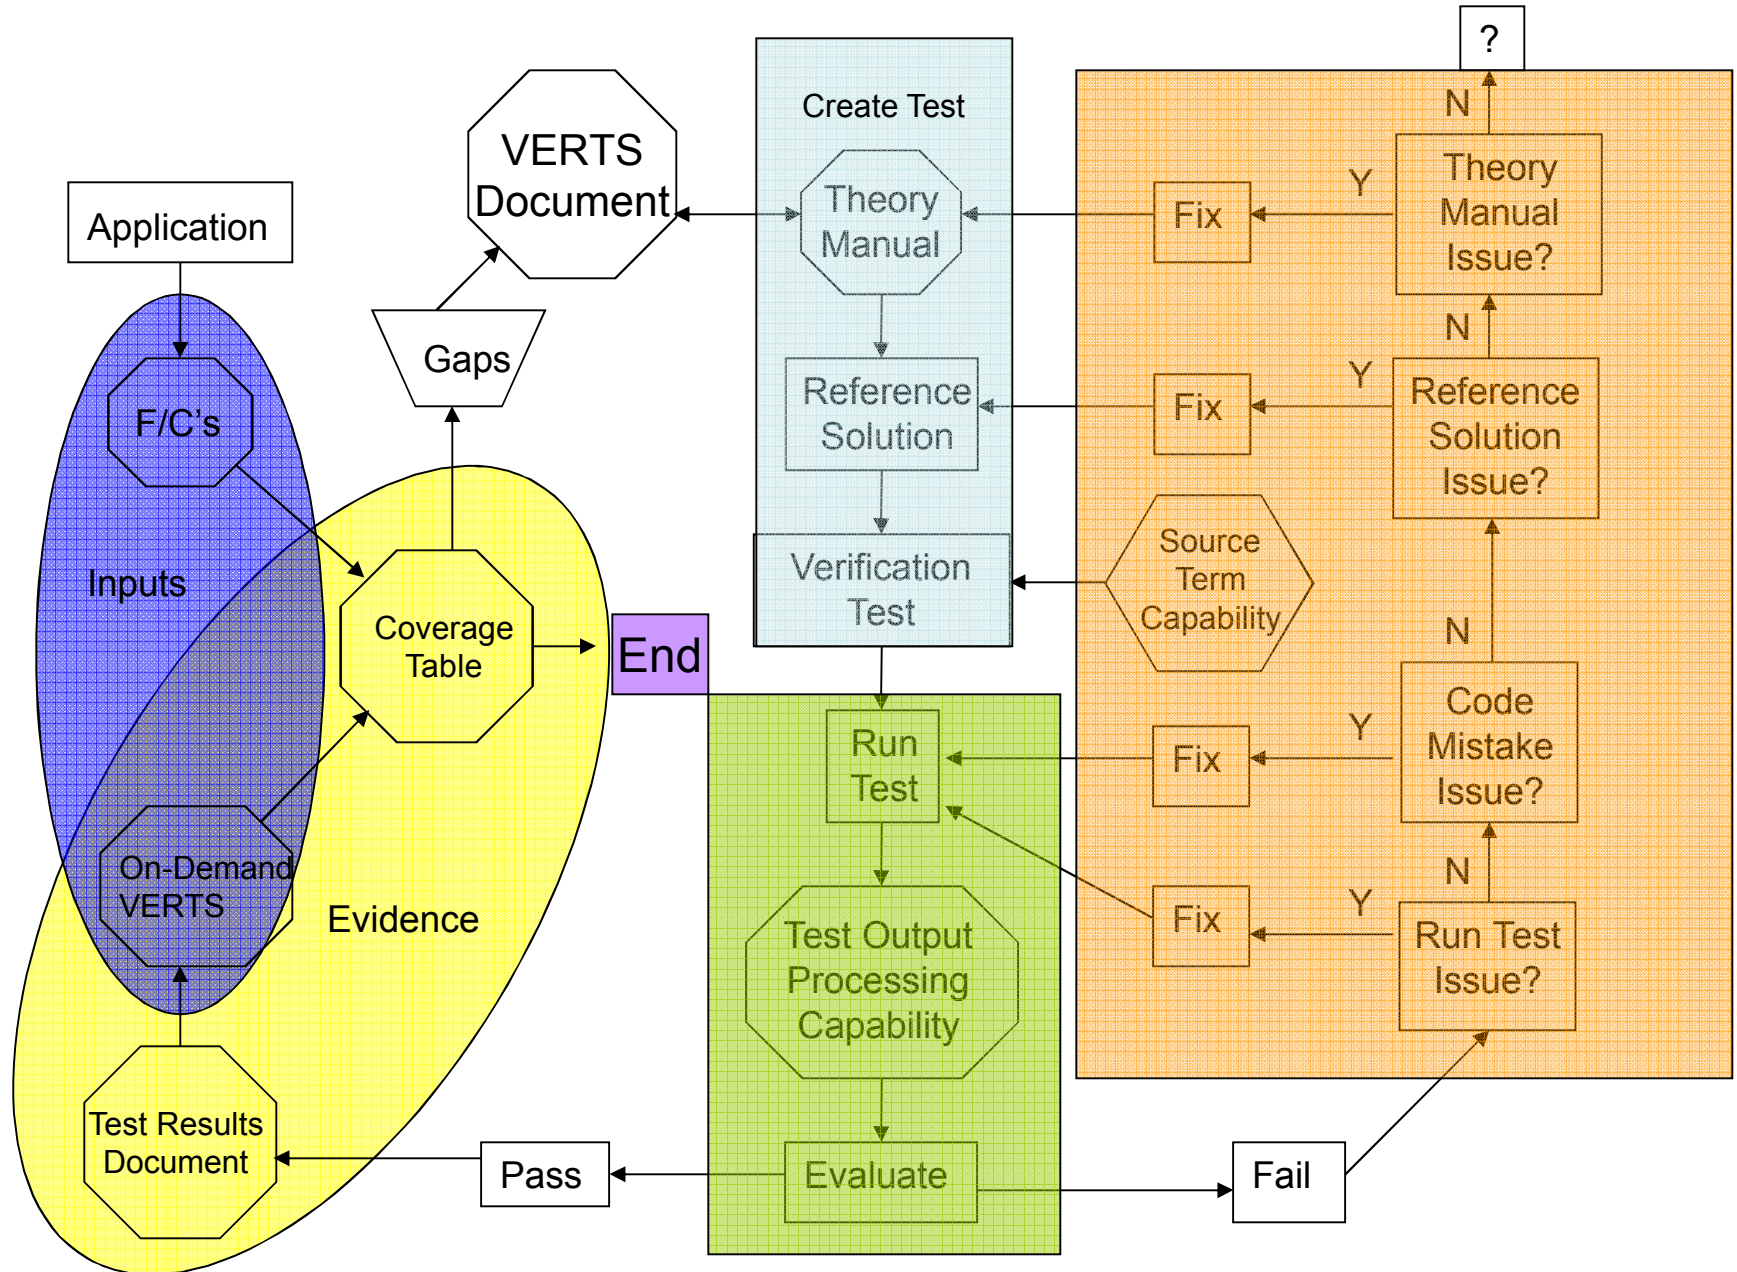 ?
Create Test
N
VERTS
Document
Theory
Manual
Fix
Y
Theory
Manual
Issue?
Application
N
Gaps
F/C's
Reference
Solution
Fix
Y
Reference
Solution
Issue?
Inputs
Coverage
Table
End
Verification
Test
Source
Term
Capability
N
Run
Test
Fix
Y
Code
Mistake
Issue?
N
On-Demand
VERTS
Evidence
Test Output
Processing
Capability
Fix
Y
Run Test
Issue?
Test Results
Document
Pass
Evaluate
Fail